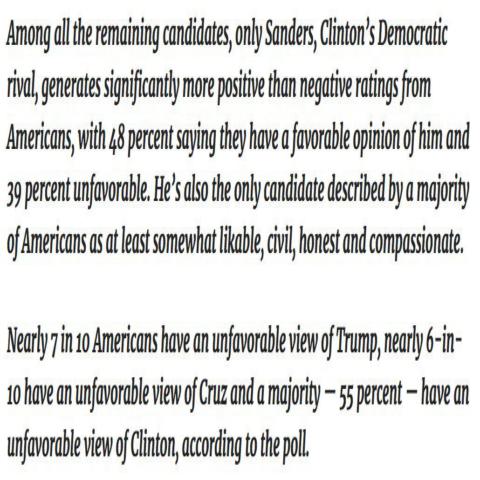 Among all the remaining candidates, only Sanders, Clinton’s Democratic
rival, generates significantly more positive than negative ratings from
Americans, with 48 percent saying they have a favorable opinion of him and
39 percent unfavorable. He’s also the only candidate described by a majority
of Americans as at least somewhat likable, civil, honest and compassionate.
Nearly 7 in 10 Americans have an unfavorable view of Trump, nearly 6-in-
10 have an unfavorable view of Cruz and a majority – 55 percent – have an
unfavorable view of Clinton, according to the poll.